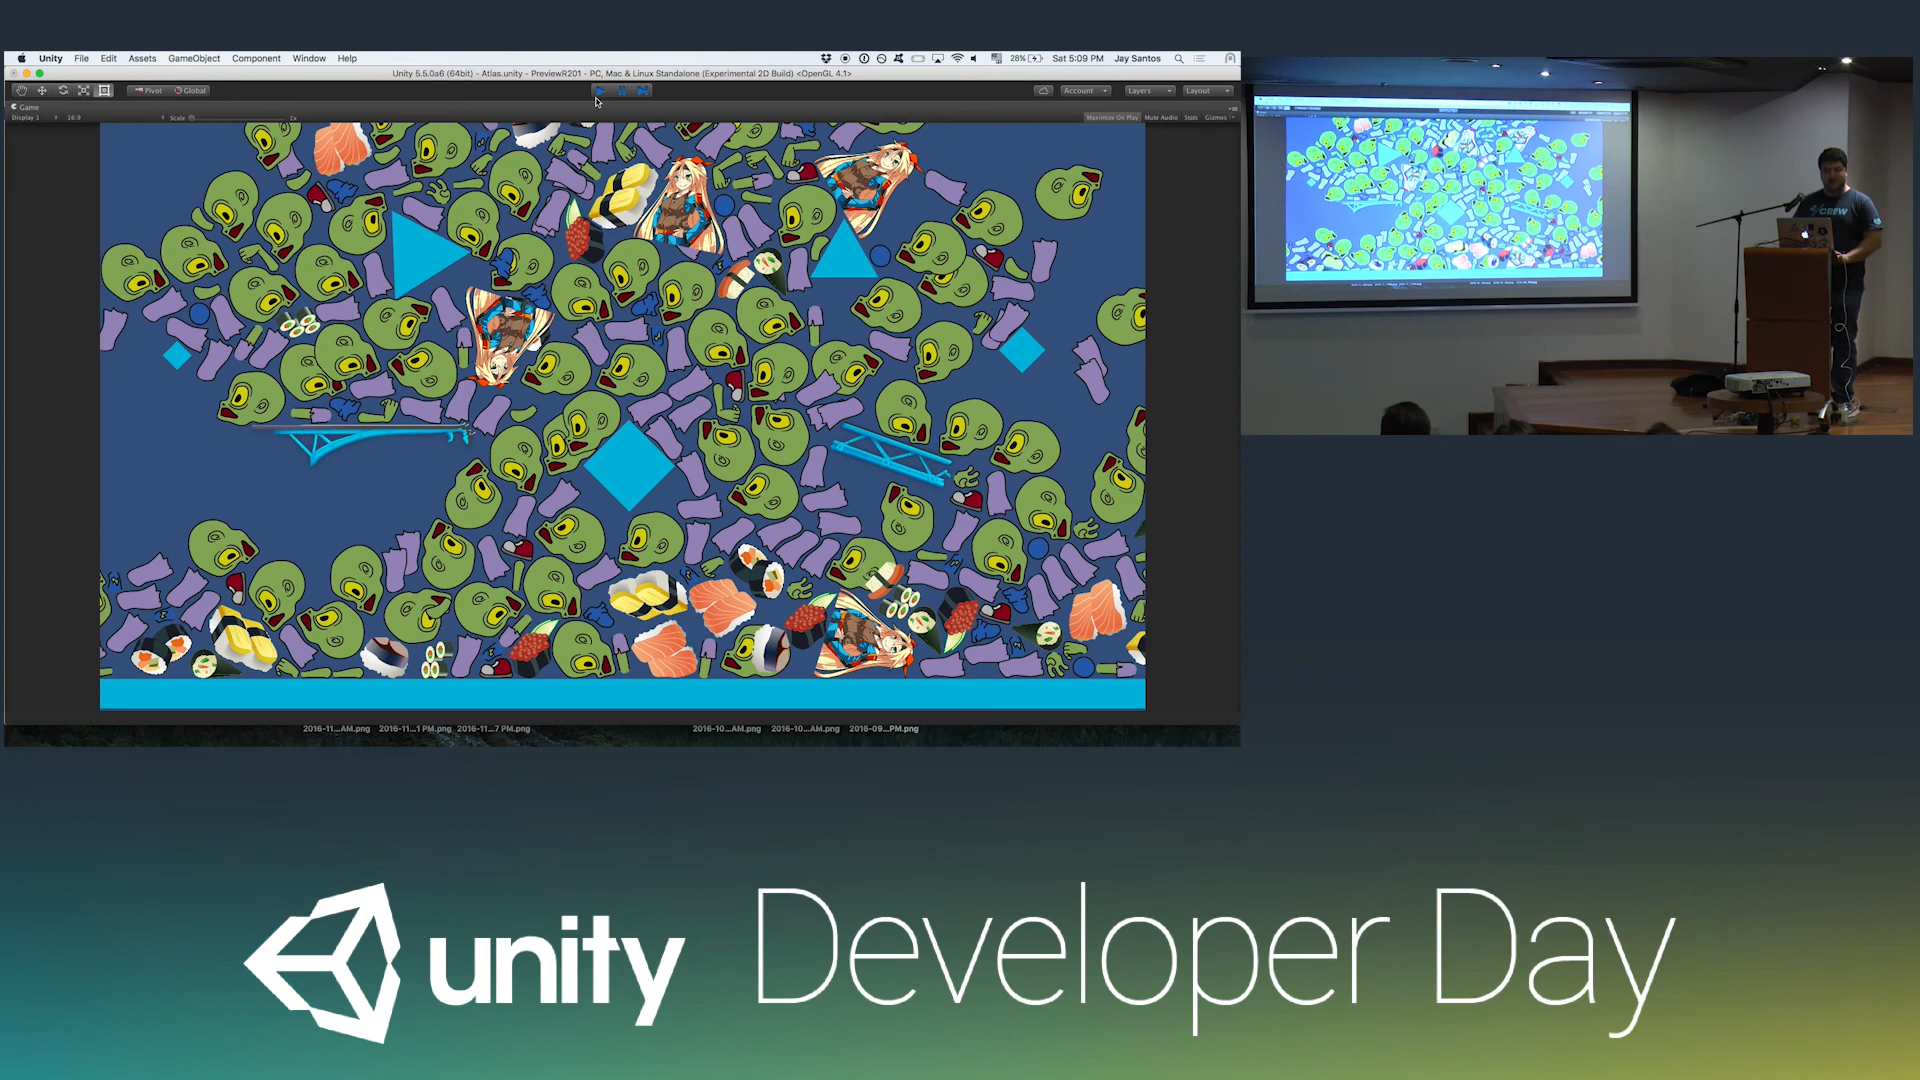 Unity File Edit Assets GameObject Component Window Help 28% Sat 5:09 PM Jay Santos
Unity 5.5.0a6 (64bit) - Atlas.unity - PreviewR201 - PC, Mac & Linux Standalone (Experimental 2D Build) <OpenGL 4.1>
Pivot Global Account Layers Layout
Game
Display 1 16:9 Scale 1x Maximize On Play Mute Audio Stats Gizmos
CREW
2016-11...AM.png 2016-11...1 PM.png 2016-11...7 PM.png 2016-10...AM.png 2016-10...AM.png 2016-09...PM.png
unity Developer Day